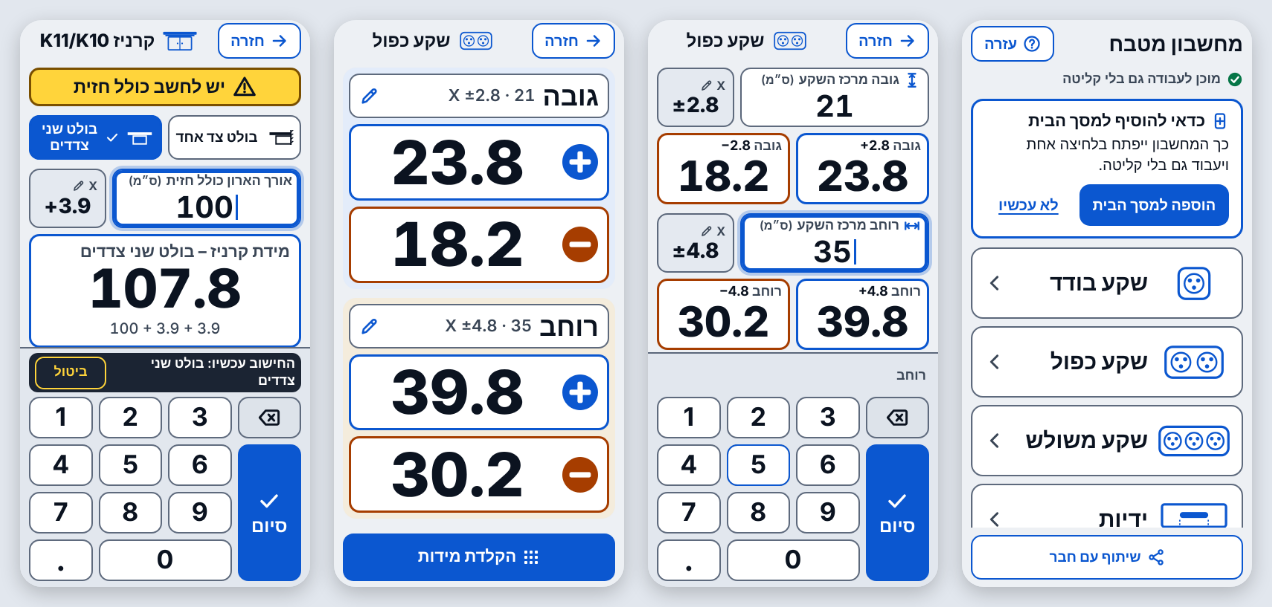 מחשבון מטבח
עזרה
מוכן לעבודה גם בלי קליטה
כדאי להוסיף למסך הבית
כך המחשבון ייפתח בלחיצה אחת
ויעבוד גם בלי קליטה.
הוספה למסך הבית
לא עכשיו
שקע בודד
שקע כפול
שקע משולש
ידיות
שיתוף עם חבר
חזרה
שקע כפול
גובה מרכז השקע (ס״מ)
21
X
±2.8
גובה +2.8
23.8
גובה −2.8
18.2
רוחב מרכז השקע (ס״מ)
35
X
±4.8
רוחב +4.8
39.8
רוחב −4.8
30.2
רוחב
1 2 3
4 5 6
7 8 9
. 0
סיום
חזרה
שקע כפול
גובה
21 · X ±2.8
23.8
18.2
רוחב
35 · X ±4.8
39.8
30.2
הקלדת מידות
חזרה
קרניז K11/K10
יש לחשב כולל חזית
בולט צד אחד
בולט שני
צדדים
אורך הארון כולל חזית (ס״מ)
100
X
+3.9
מידת קרניז – בולט שני צדדים
107.8
100 + 3.9 + 3.9
החישוב עכשיו: בולט שני
צדדים
ביטול
1 2 3
4 5 6
7 8 9
. 0
סיום